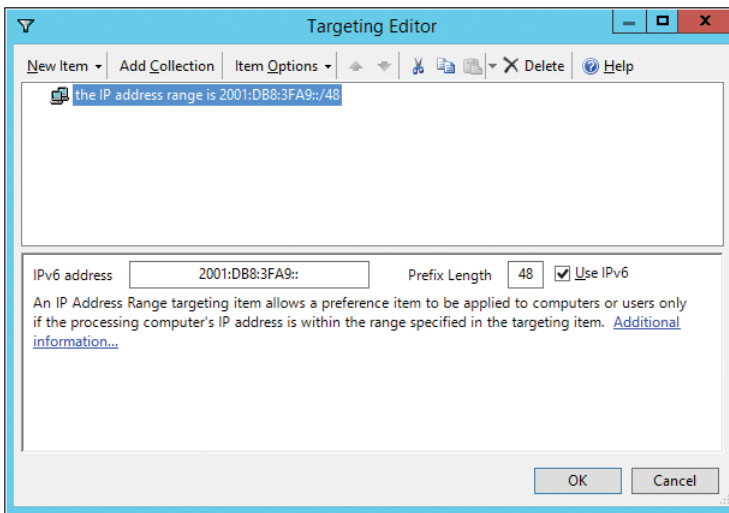 Targeting Editor
New Item Add Collection Item Options Delete Help
the IP address range is 2001:DB8:3FA9::/48
IPv6 address 2001:DB8:3FA9:: Prefix Length 48 Use IPv6
An IP Address Range targeting item allows a preference item to be applied to computers or users only
if the processing computer's IP address is within the range specified in the targeting item. Additional
information...
OK Cancel